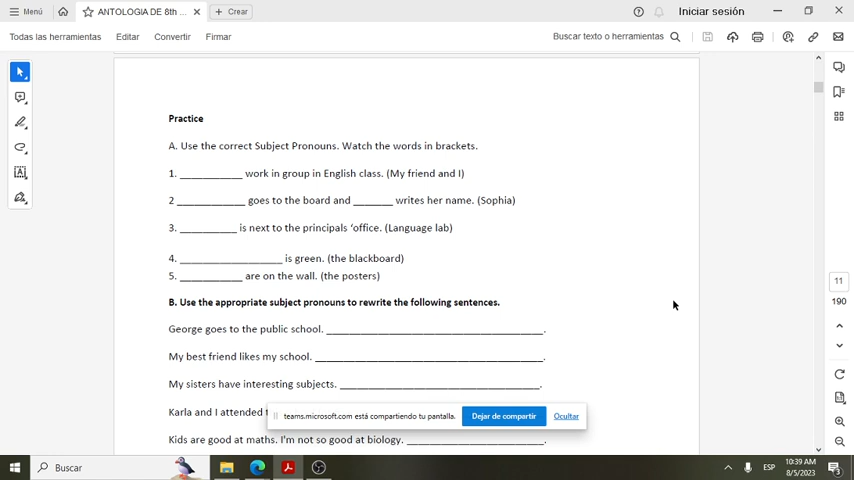 Menú
ANTOLOGIA DE 8th ...
Crear
Iniciar sesión
Todas las herramientas Editar Convertir Firmar
Buscar texto o herramientas
Practice
A. Use the correct Subject Pronouns. Watch the words in brackets.
1. ___________ work in group in English class. (My friend and I)
2 ____________ goes to the board and _______ writes her name. (Sophia)
3. __________ is next to the principals ‘office. (Language lab)
4. __________________ is green. (the blackboard)
5. ___________ are on the wall. (the posters)
B. Use the appropriate subject pronouns to rewrite the following sentences.
George goes to the public school. ______________________________________.
My best friend likes my school. ________________________________________.
My sisters have interesting subjects. ___________________________________.
Karla and I attended
teams.microsoft.com está compartiendo tu pantalla. Dejar de compartir Ocultar
Kids are good at maths. I'm not so good at biology. ________________________.
11
190
Buscar
ESP
10:39 AM
8/5/2023
3